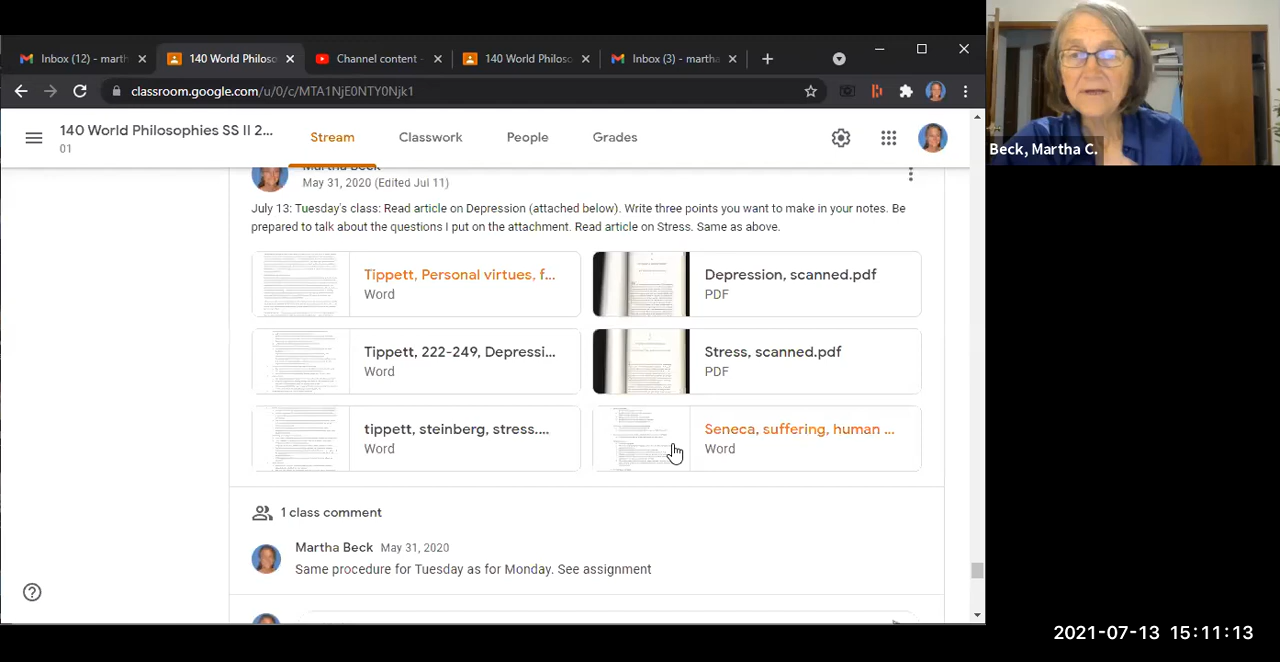 Inbox (12) - marth
140 World Philoso
Channel content -
140 World Philoso
Inbox (3) - martha
classroom.google.com/u/0/c/MTA1NjE0NTY0Njk1
140 World Philosophies SS II 2...
01
Stream
Classwork
People
Grades
Beck, Martha C.
Martha Beck
May 31, 2020 (Edited Jul 11)
July 13: Tuesday's class: Read article on Depression (attached below). Write three points you want to make in your notes. Be
prepared to talk about the questions I put on the attachment. Read article on Stress. Same as above.
Tippett, Personal virtues, f...
Word
Depression, scanned.pdf
PDF
Tippett, 222-249, Depressi...
Word
Stress, scanned.pdf
PDF
tippett, steinberg, stress....
Word
Seneca, suffering, human ...
Word
1 class comment
Martha Beck May 31, 2020
Same procedure for Tuesday as for Monday. See assignment
2021-07-13 15:11:13